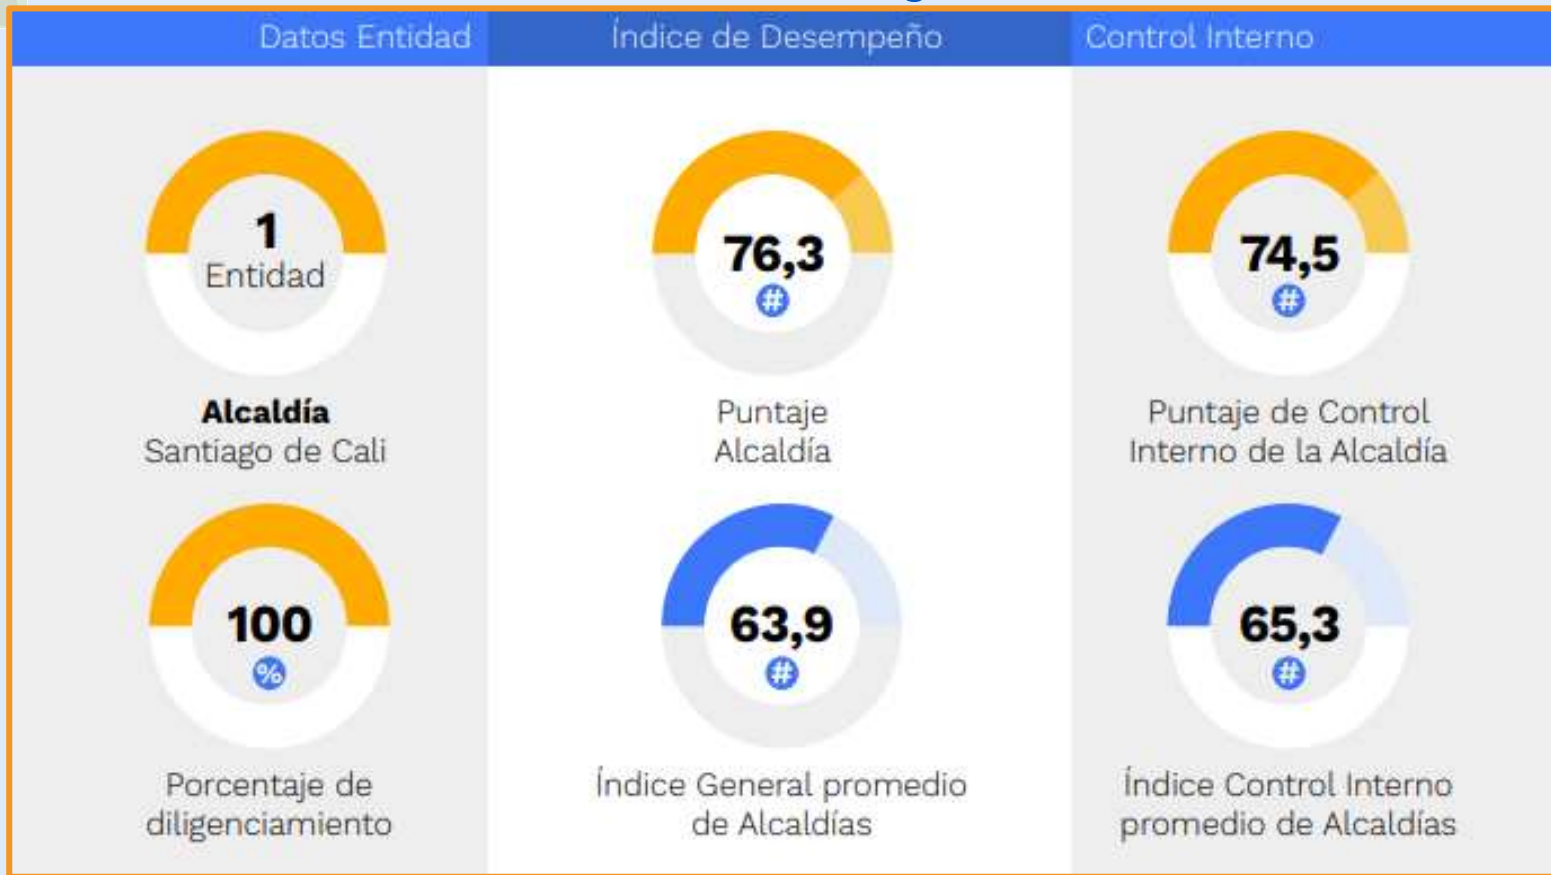 Datos Entidad
Índice de Desempeño
Control Interno
1
Entidad
Alcaldía
Santiago de Cali
100
%
Porcentaje de
diligenciamiento
76,3
#
Puntaje
Alcaldía
63,9
#
Índice General promedio
de Alcaldías
74,5
#
Puntaje de Control
Interno de la Alcaldía
65,3
#
Índice Control Interno
promedio de Alcaldías